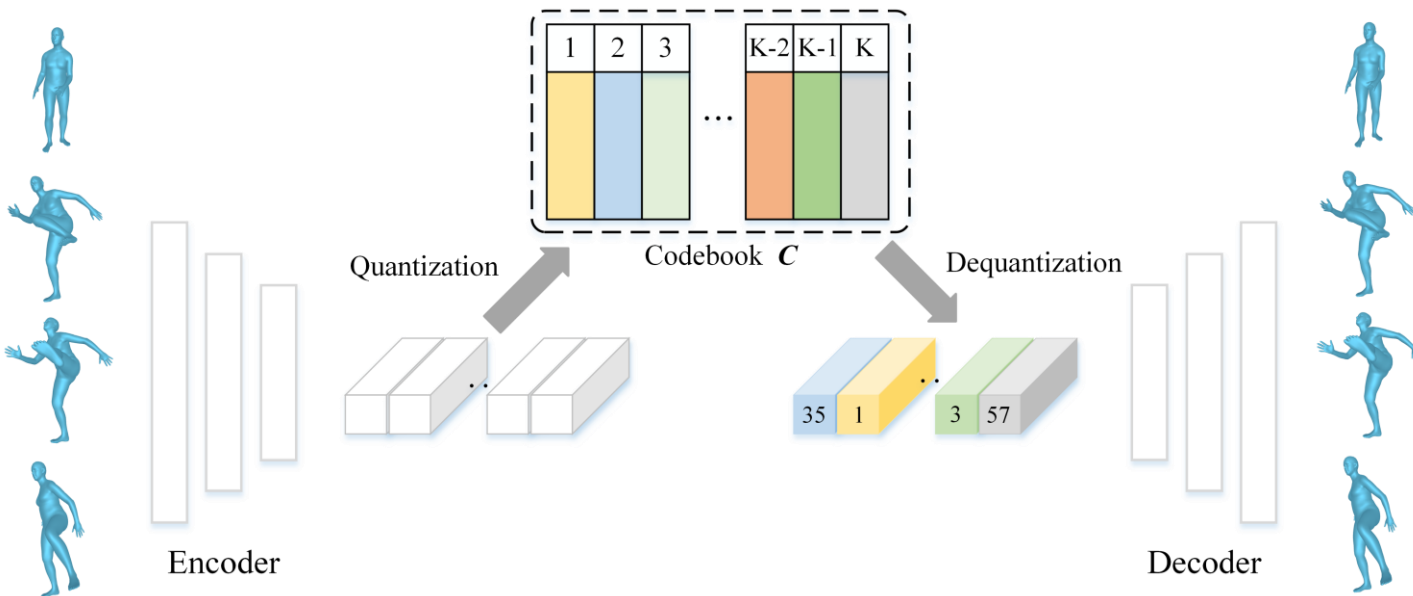 1 2 3 ... K-2 K-1 K
Codebook C
Quantization
Dequantization
...
35 1 ... 3 57
Encoder
Decoder